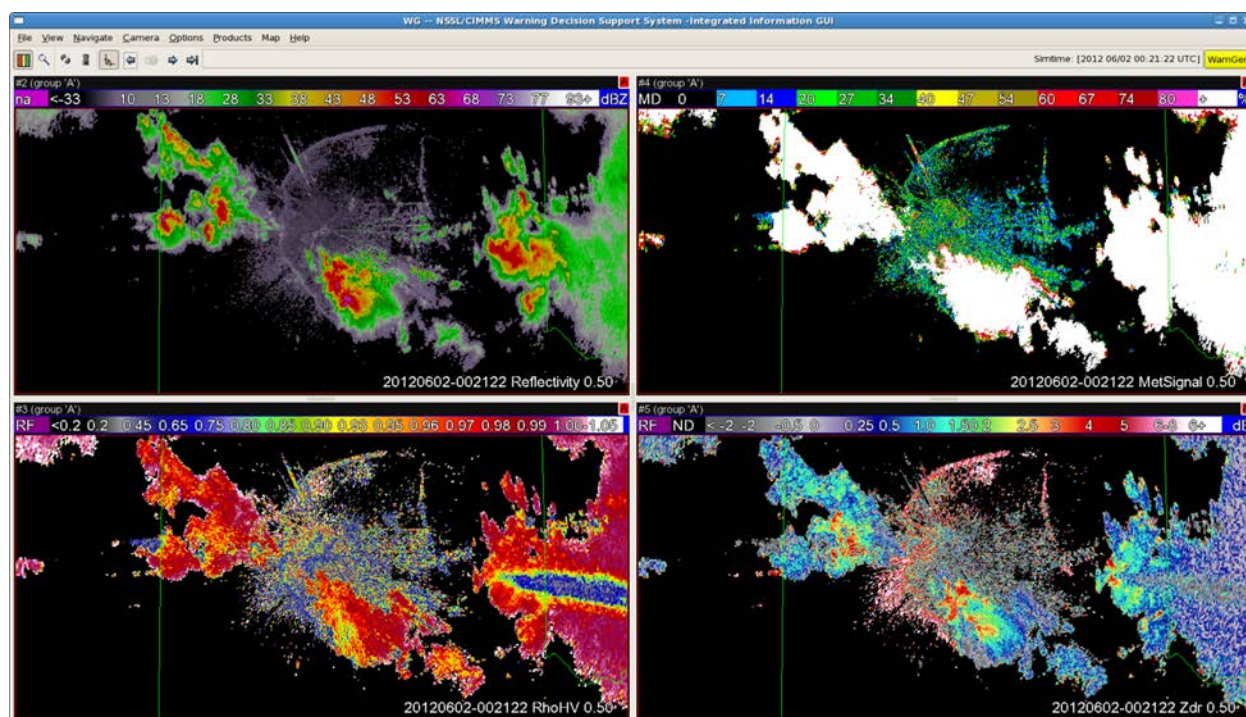 WG -- NSSL/CIMMS Warning Decision Support System -Integrated Information GUI
File View Navigate Camera Options Products Map Help
Simtime: [2012 06/02 00:21:22 UTC] WarnGen
#2 (group 'A')
na <-33 10 13 18 28 33 38 43 48 53 63 68 73 77 93+ dBZ
20120602-002122 Reflectivity 0.50
#4 (group 'A')
MD 0 7 14 20 27 34 40 47 54 60 67 74 80 + %
20120602-002122 MetSignal 0.50
#3 (group 'A')
RF <0.2 0.2 0.45 0.65 0.75 0.80 0.85 0.90 0.93 0.95 0.96 0.97 0.98 0.99 1.00-1.05
20120602-002122 RhoHV 0.50
#5 (group 'A')
RF ND < -2 -2 -0.5 0 0.25 0.5 1.0 1.50 2 2.5 3 4 5 6-8 6+ dB
20120602-002122 Zdr 0.50